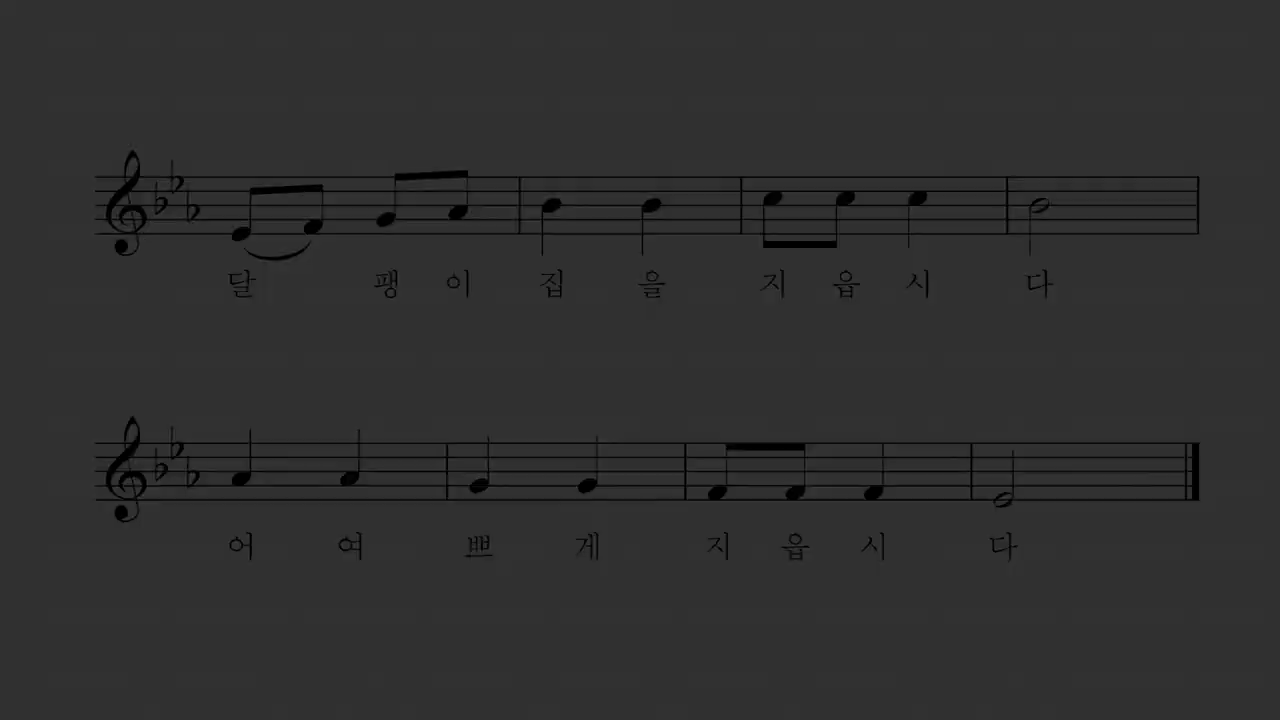 달 팽 이 집 을 지 읍 시 다
어 여 쁘 게 지 읍 시 다